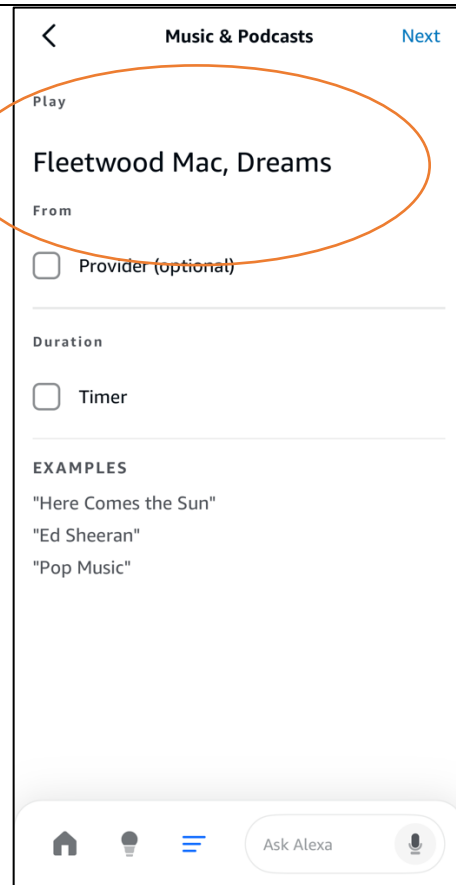 Music & Podcasts Next
Play
Fleetwood Mac, Dreams
From
Provider (optional)
Duration
Timer
EXAMPLES
"Here Comes the Sun"
"Ed Sheeran"
"Pop Music"
Ask Alexa